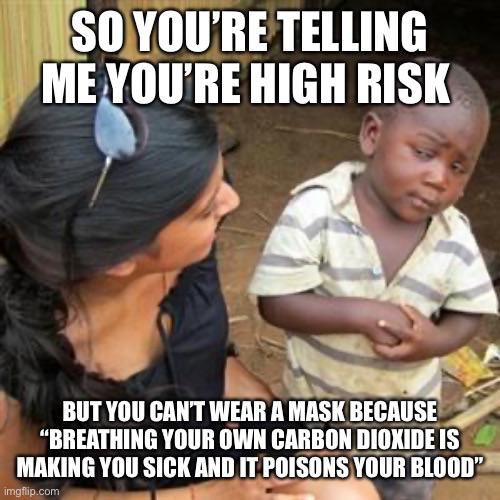 SO YOU’RE TELLING
ME YOU’RE HIGH RISK
BUT YOU CAN’T WEAR A MASK BECAUSE
“BREATHING YOUR OWN CARBON DIOXIDE IS
MAKING YOU SICK AND IT POISONS YOUR BLOOD”
imgflip.com